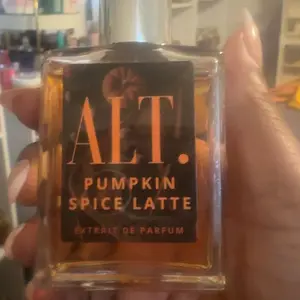 ALT.
PUMPKIN
SPICE LATTE
EXTRAIT DE PARFUM